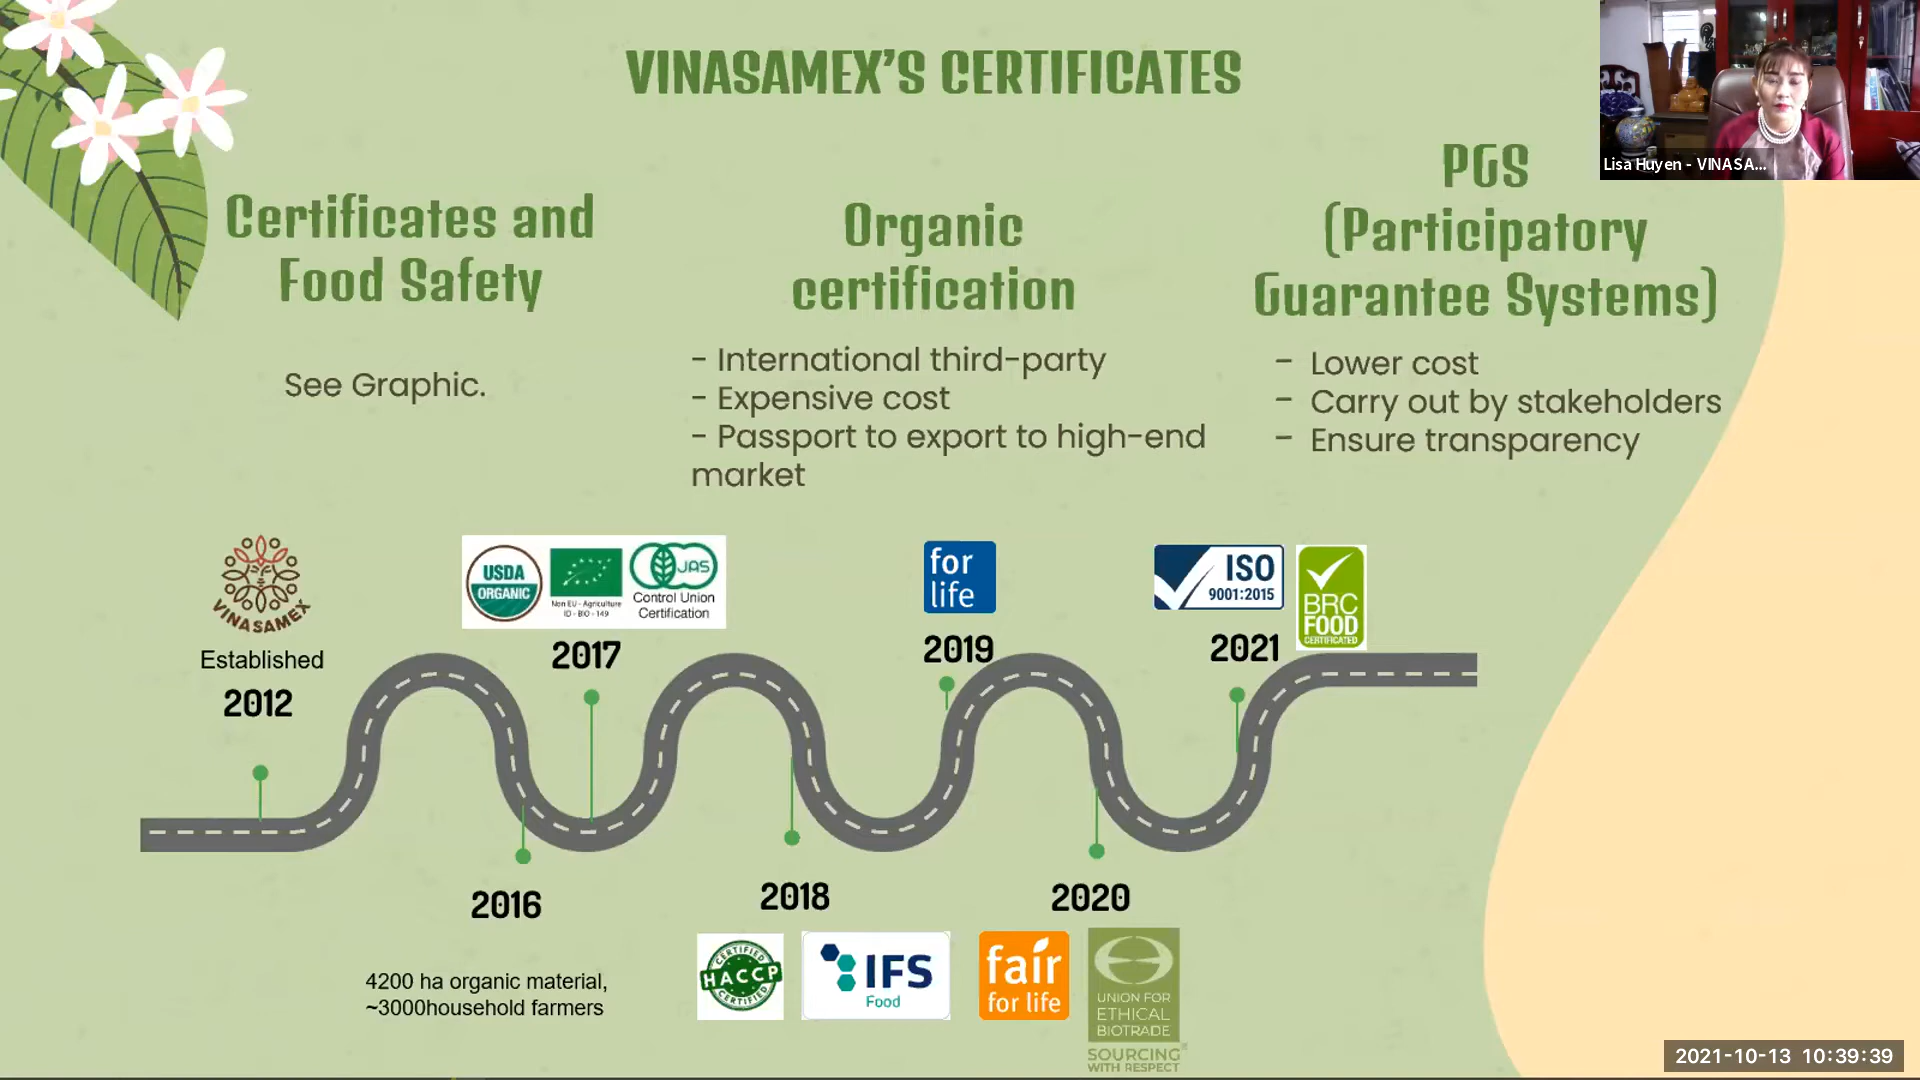 VINASAMEX’S CERTIFICATES
Lisa Huyen - VINASA...
Certificates and
Food Safety
See Graphic.
Organic
certification
- International third-party
- Expensive cost
- Passport to export to high-end
market
PGS
(Participatory
Guarantee Systems)
- Lower cost
- Carry out by stakeholders
- Ensure transparency
VINASAMEX
Established
2012
USDA
ORGANIC
Non EU - Agriculture
ID - BIO - 149
JAS
Control Union
Certification
2017
for
life
2019
ISO
9001:2015
BRC
FOOD
CERTIFICATED
2021
2016
4200 ha organic material,
~3000household farmers
2018
CERTIFIED
HACCP
CERTIFIED
IFS
Food
2020
fair
for life
UNION FOR
ETHICAL
BIOTRADE
SOURCING
WITH RESPECT
2021-10-13 10:39:39